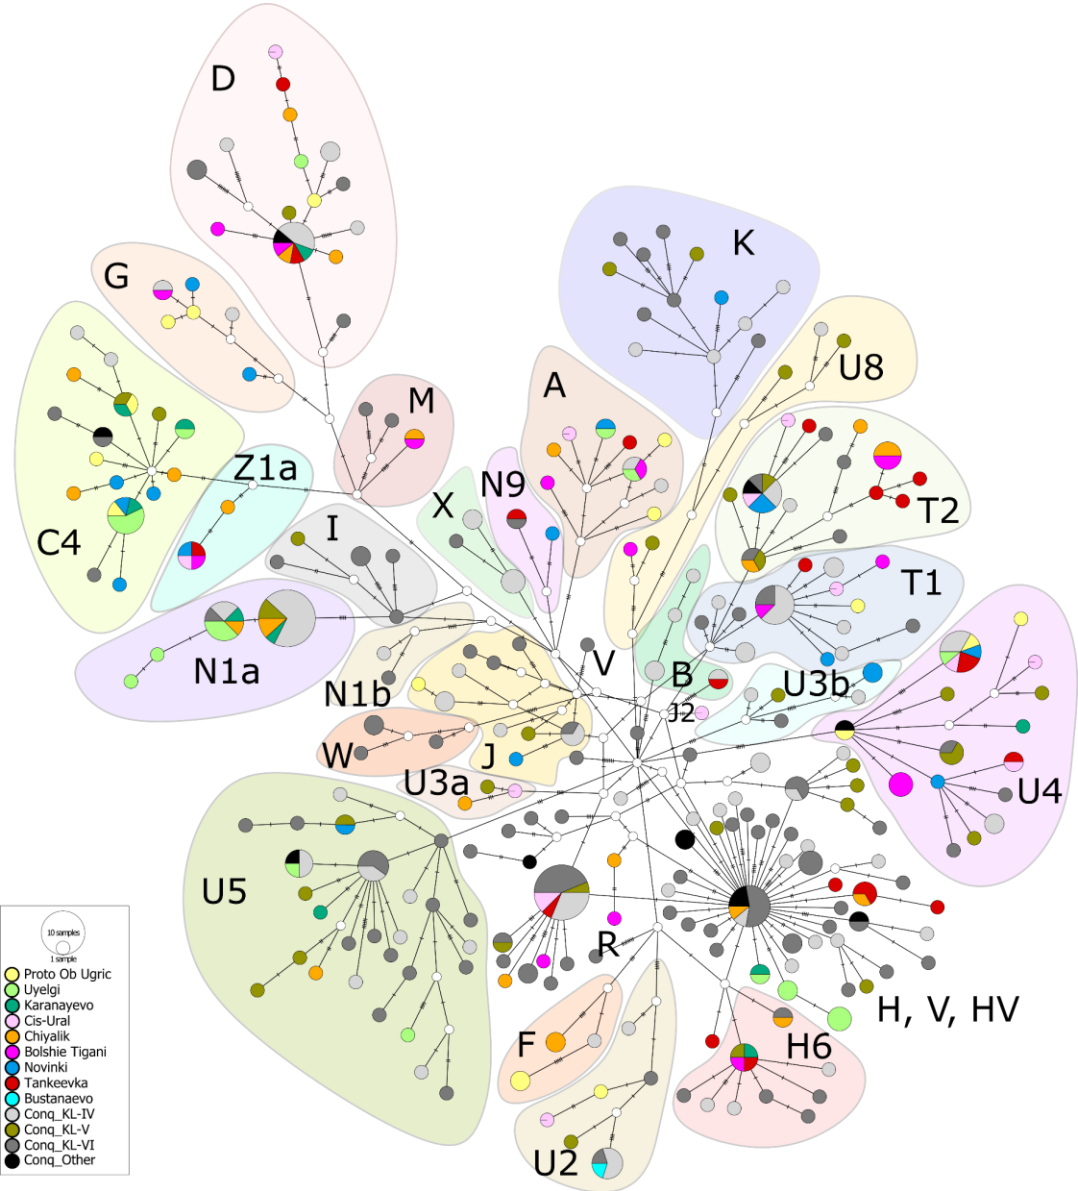 D
K
G
U8
M
A
Z1a
N9
X
T2
C4
I
T1
N1a
V
B
U3b
N1b
J2
W
J
U4
U3a
U5
10 samples
1 sample
R
Proto Ob Ugric
Uyelgi
Karanayevo
Cis-Ural
Chiyalik
Bolshie Tigani
Novinki
Tankeevka
Bustanaevo
Conq_KL-IV
Conq_KL-V
Conq_KL-VI
Conq_Other
H, V, HV
F
H6
U2